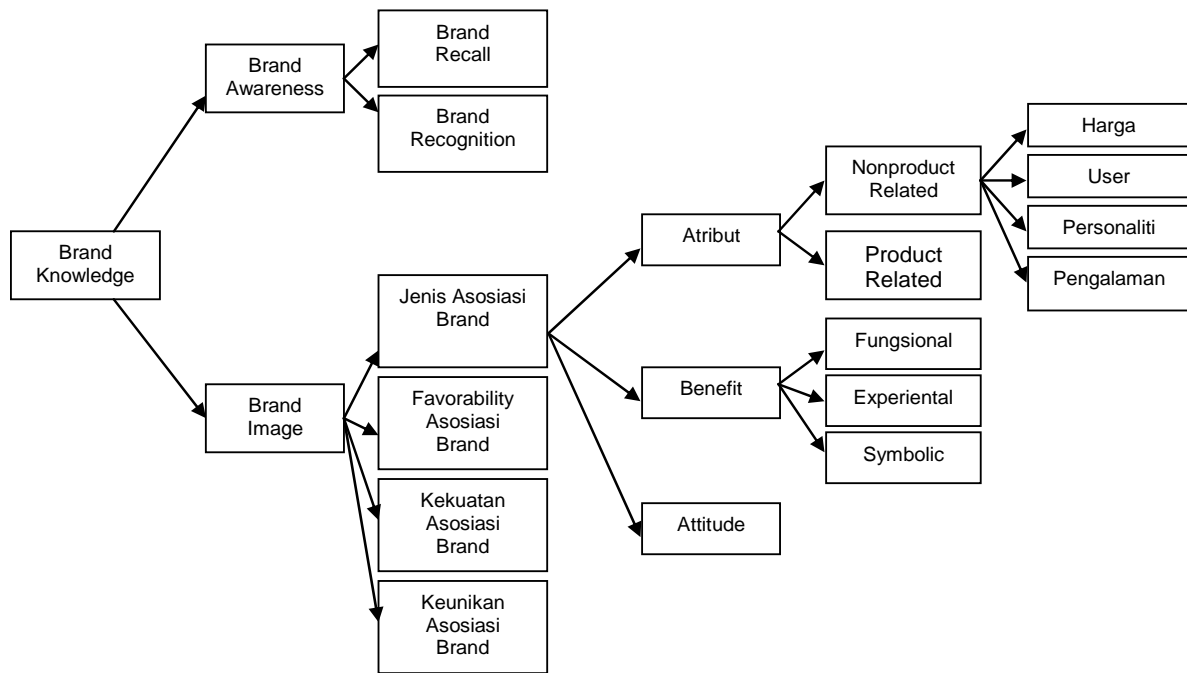 Brand
Knowledge
Brand
Awareness
Brand
Image
Brand
Recall
Brand
Recognition
Jenis Asosiasi
Brand
Favorability
Asosiasi
Brand
Kekuatan
Asosiasi
Brand
Keunikan
Asosiasi
Brand
Atribut
Benefit
Attitude
Nonproduct
Related
Product
Related
Fungsional
Experiental
Symbolic
Harga
User
Personaliti
Pengalaman